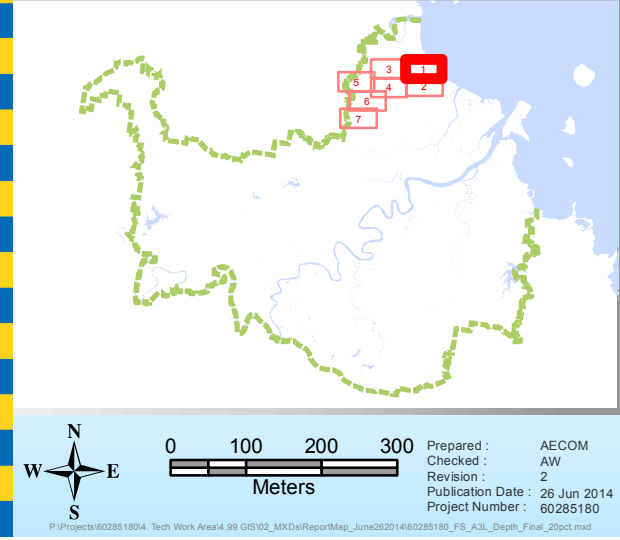 3 1
5 4 2
6
7
N
W E
S
0 100 200 300
Meters
Prepared : AECOM
Checked : AW
Revision : 2
Publication Date : 26 Jun 2014
Project Number : 60285180
P:\Projects\60285180\4. Tech Work Area\4.99 GIS\02_MXDs\ReportMap_June262014\60285180_FS_A3L_Depth_Final_20pct.mxd